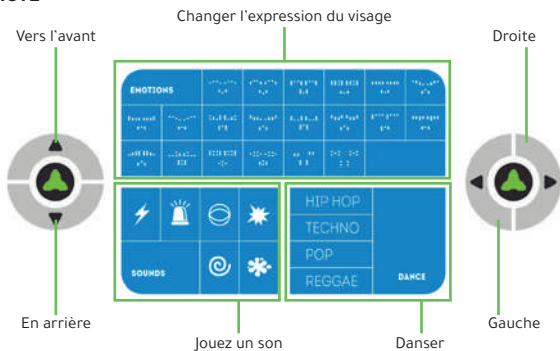 Changer l'expression du visage
Vers l'avant
Droite
EMOTIONS
HIP HOP
TECHNO
POP
REGGAE
SOUNDS
DANCE
En arrière
Jouez un son
Danser
Gauche